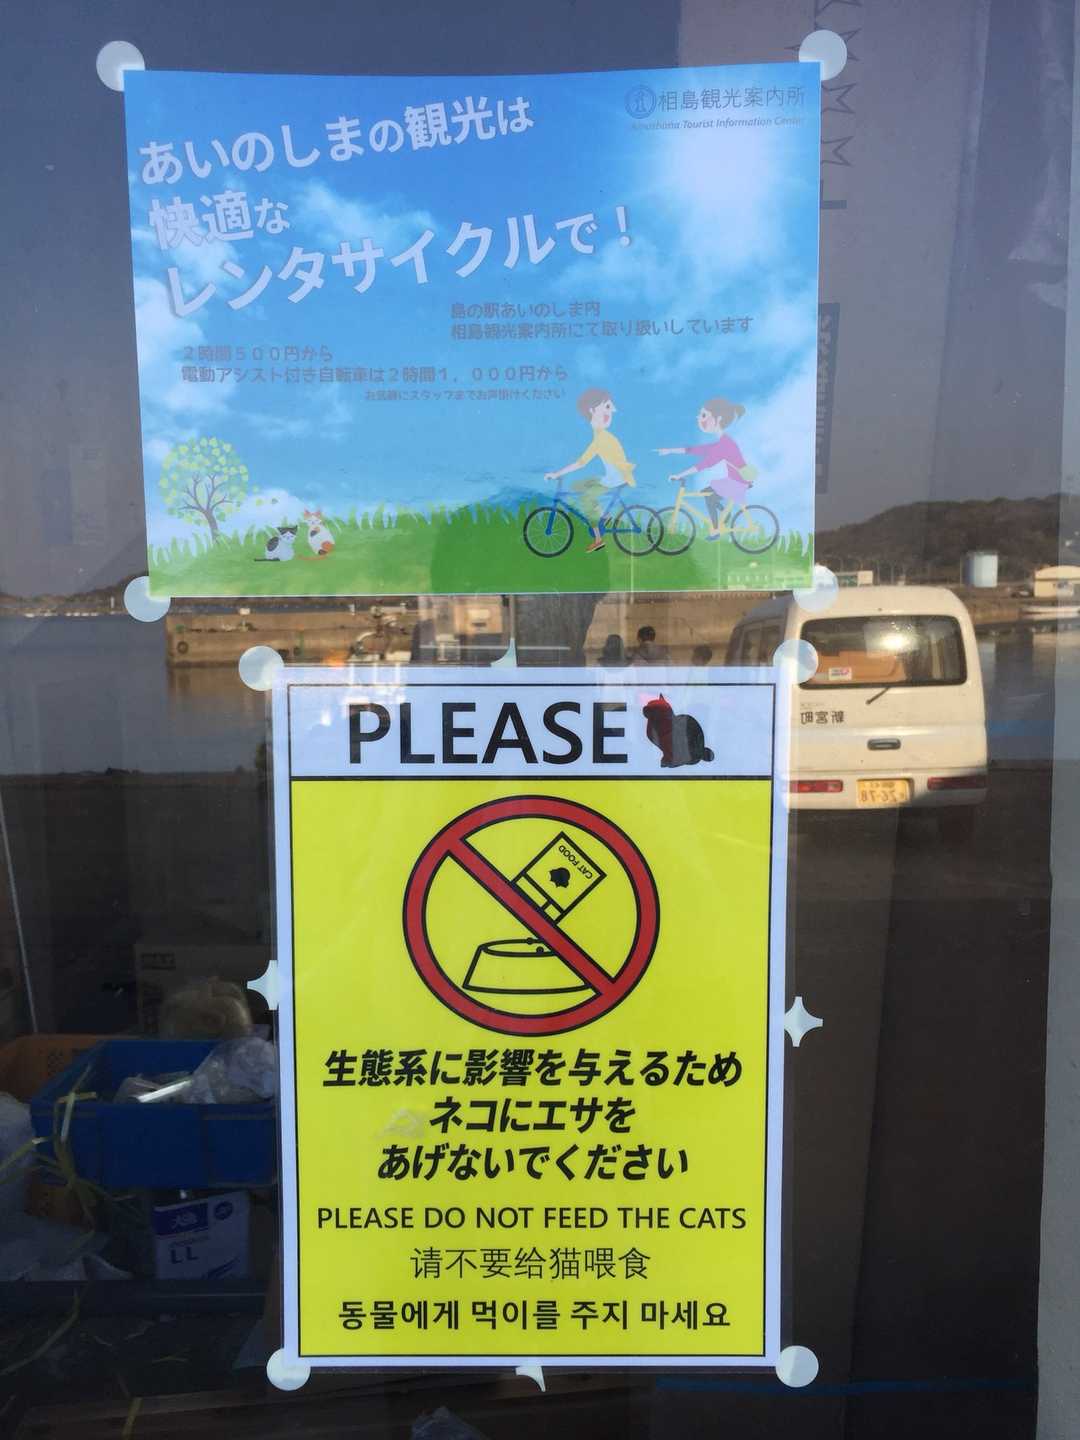 相島観光案内所
Ainoshima Tourist Information Center
あいのしまの観光は
快適な
レンタサイクルで！
島の駅あいのしま内
相島観光案内所にて取り扱いしています
２時間５００円から
電動アシスト付き自転車は２時間１，０００円から
お気軽にスタッフまでお声掛けください
新宮町
26-78
PLEASE
CAT FOOD
生態系に影響を与えるため
ネコにエサを
あげないでください
PLEASE DO NOT FEED THE CATS
请不要给猫喂食
동물에게 먹이를 주지 마세요
LL